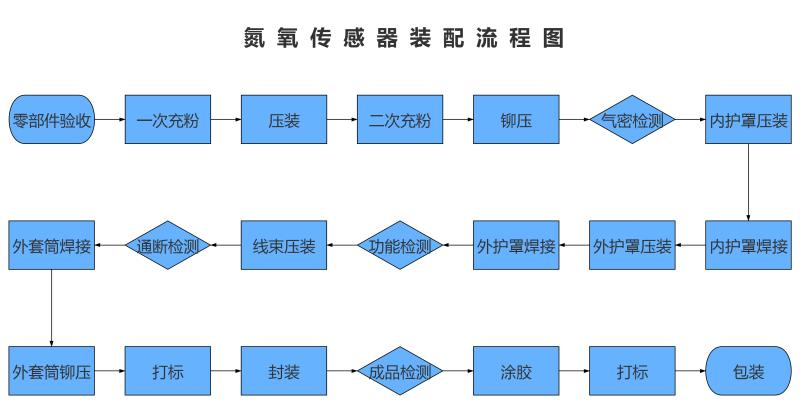 氮氧传感器装配流程图
零部件验收
一次充粉
压装
二次充粉
铆压
气密检测
内护罩压装
内护罩焊接
外护罩压装
外护罩焊接
功能检测
线束压装
通断检测
外套筒焊接
外套筒铆压
打标
封装
成品检测
涂胶
打标
包装